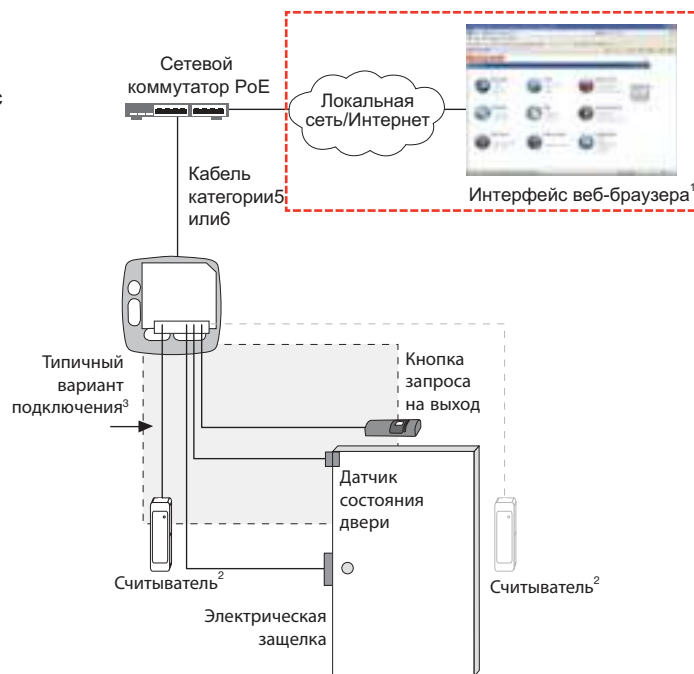 Сетевой
коммутатор PoE
с
Локальная
сеть/Интернет
Интерфейс веб-браузера¹
Кабель
категории5
или6
Типичный
вариант
подключения³
Кнопка
запроса
на выход
Датчик
состояния
двери
Считыватель²
Считыватель²
Электрическая
защелка